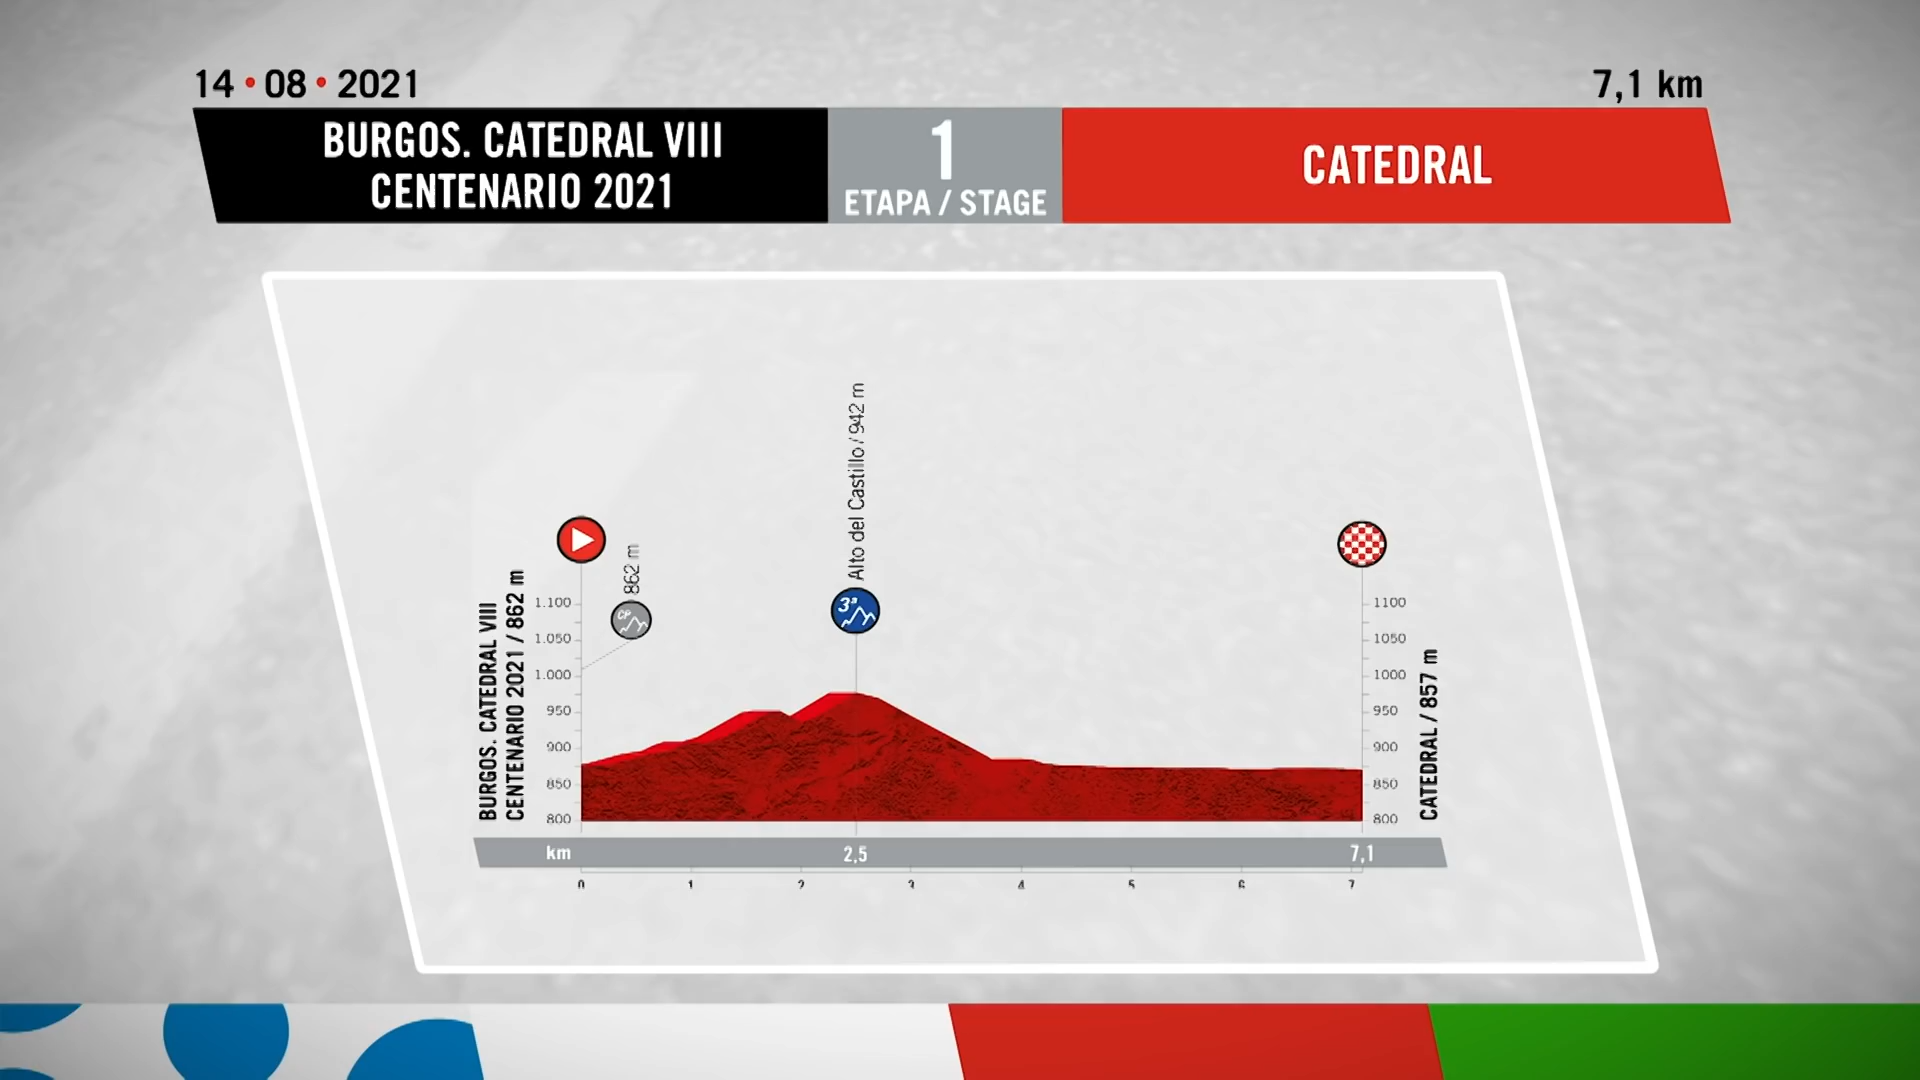 14 • 08 • 2021
7,1 km
BURGOS. CATEDRAL VIII
CENTENARIO 2021
1
ETAPA / STAGE
CATEDRAL
Alto del Castillo / 942 m
3ª
862 m
CP
BURGOS. CATEDRAL VIII
CENTENARIO 2021 / 862 m
1.100
1.050
1.000
950
900
850
800
1100
1050
1000
950
900
850
800
CATEDRAL / 857 m
km
2,5
7,1
0
1
2
3
4
5
6
7